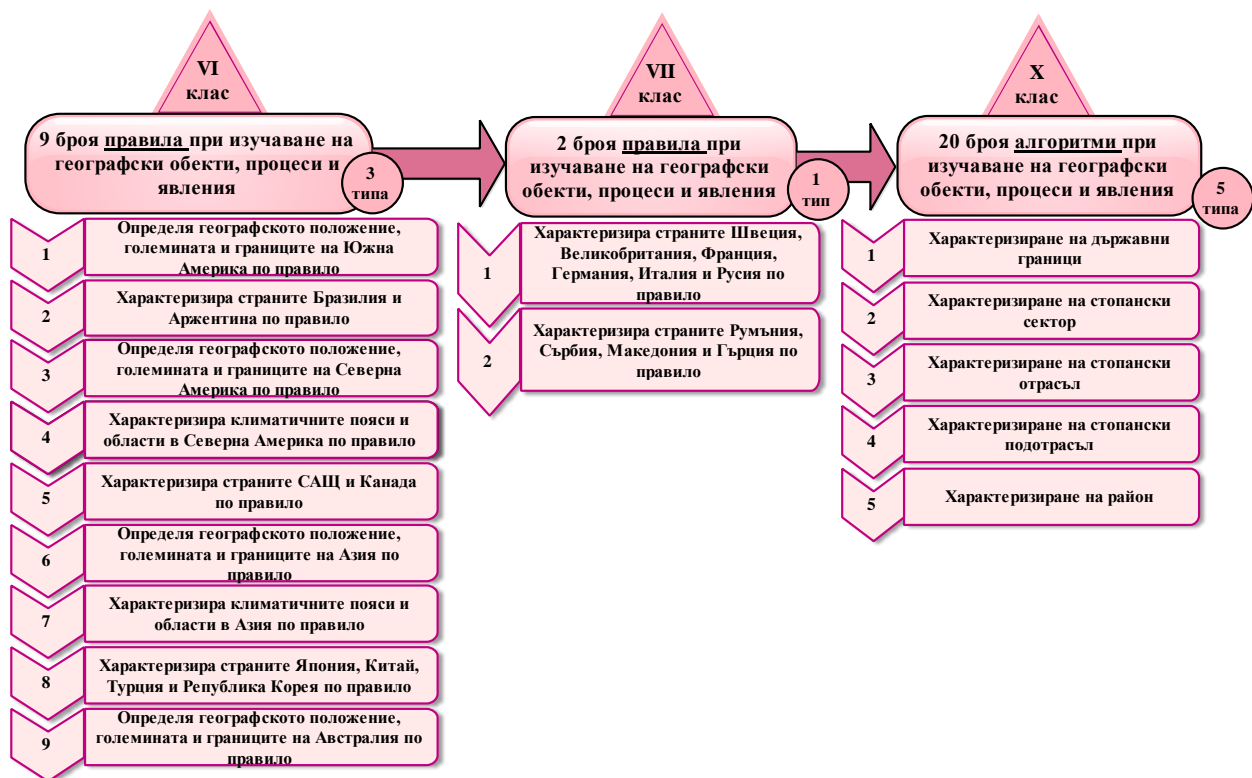 VI
клас
9 броя правила при изучаване на
географски обекти, процеси и
явления
3
типа
1
Определя географското положение,
големината и границите на Южна
Америка по правило
2
Характеризира страните Бразилия и
Аржентина по правило
3
Определя географското положение,
големината и границите на Северна
Америка по правило
4
Характеризира климатичните пояси и
области в Северна Америка по правило
5
Характеризира страните САЩ и Канада
по правило
6
Определя географското положение,
големината и границите на Азия по
правило
7
Характеризира климатичните пояси и
области в Азия по правило
8
Характеризира страните Япония, Китай,
Турция и Република Корея по правило
9
Определя географското положение,
големината и границите на Австралия по
правило
VII
клас
2 броя правила при
изучаване на географски
обекти, процеси и явления
1
тип
1
Характеризира страните Швеция,
Великобритания, Франция,
Германия, Италия и Русия по
правило
2
Характеризира страните Румъния,
Сърбия, Македония и Гърция по
правило
X
клас
20 броя алгоритми при
изучаване на географски
обекти, процеси и явления
5
типа
1
Характеризиране на държавни
граници
2
Характеризиране на стопански
сектор
3
Характеризиране на стопански
отрасъл
4
Характеризиране на стопански
подотрасъл
5
Характеризиране на район